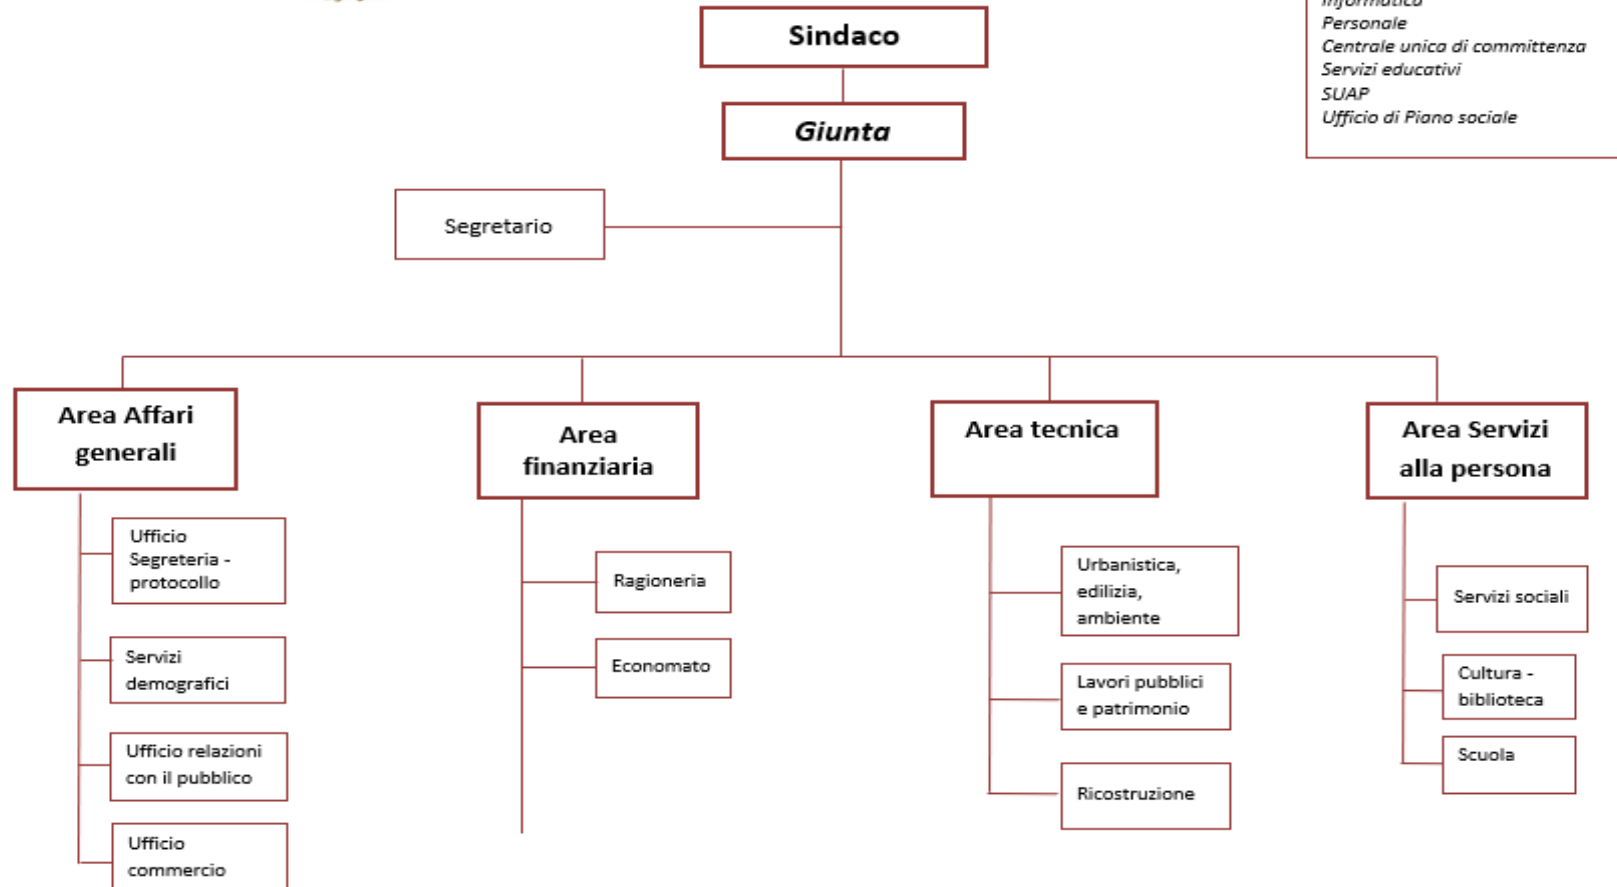 Informatica
Personale
Centrale unica di committenza
Servizi educativi
SUAP
Ufficio di Piano sociale
Sindaco
Giunta
Segretario
Area Affari
generali
Ufficio
Segreteria -
protocollo
Servizi
demografici
Ufficio relazioni
con il pubblico
Ufficio
commercio
Area
finanziaria
Ragioneria
Economato
Area tecnica
Urbanistica,
edilizia,
ambiente
Lavori pubblici
e patrimonio
Ricostruzione
Area Servizi
alla persona
Servizi sociali
Cultura -
biblioteca
Scuola